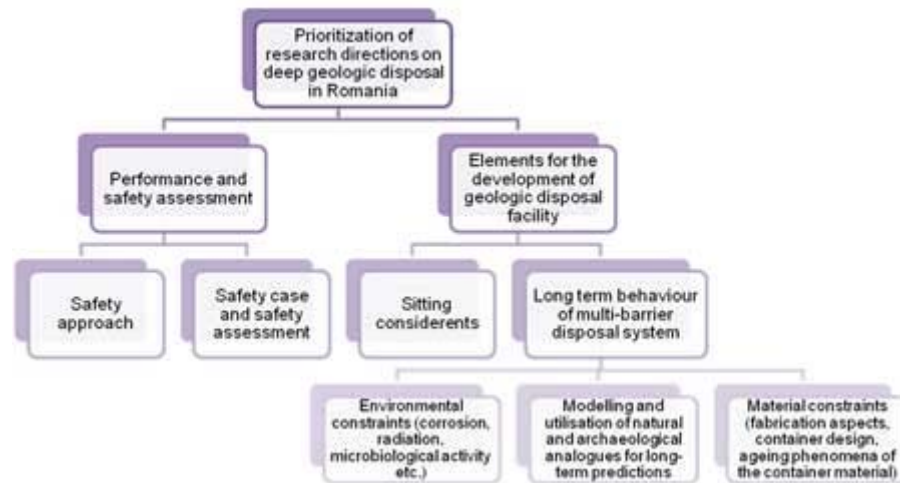 Prioritization of
research directions on
deep geologic disposal
in Romania
Performance and
safety assessment
Elements for the
development of
geologic disposal
facility
Safety
approach
Safety case
and safety
assessment
Sitting
considerents
Long term behaviour
of multi-barrier
disposal system
Environmental
constraints (corrosion,
radiation,
microbiological activity
etc.)
Modelling and
utilisation of natural
and archaeological
analogues for long-
term predictions
Material constraints
(fabrication aspects,
container design,
ageing phenomena of
the container material)